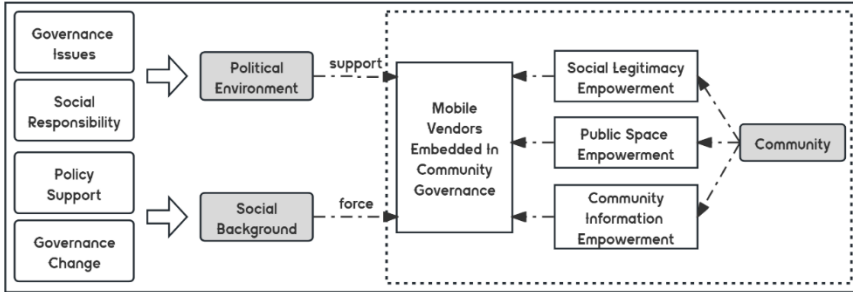 Governance
Issues
Social
Responsibility
Policy
Support
Governance
Change
Political
Environment
Social
Background
support
force
Mobile
Vendors
Embedded In
Community
Governance
Social Legitimacy
Empowerment
Public Space
Empowerment
Community
Information
Empowerment
Community